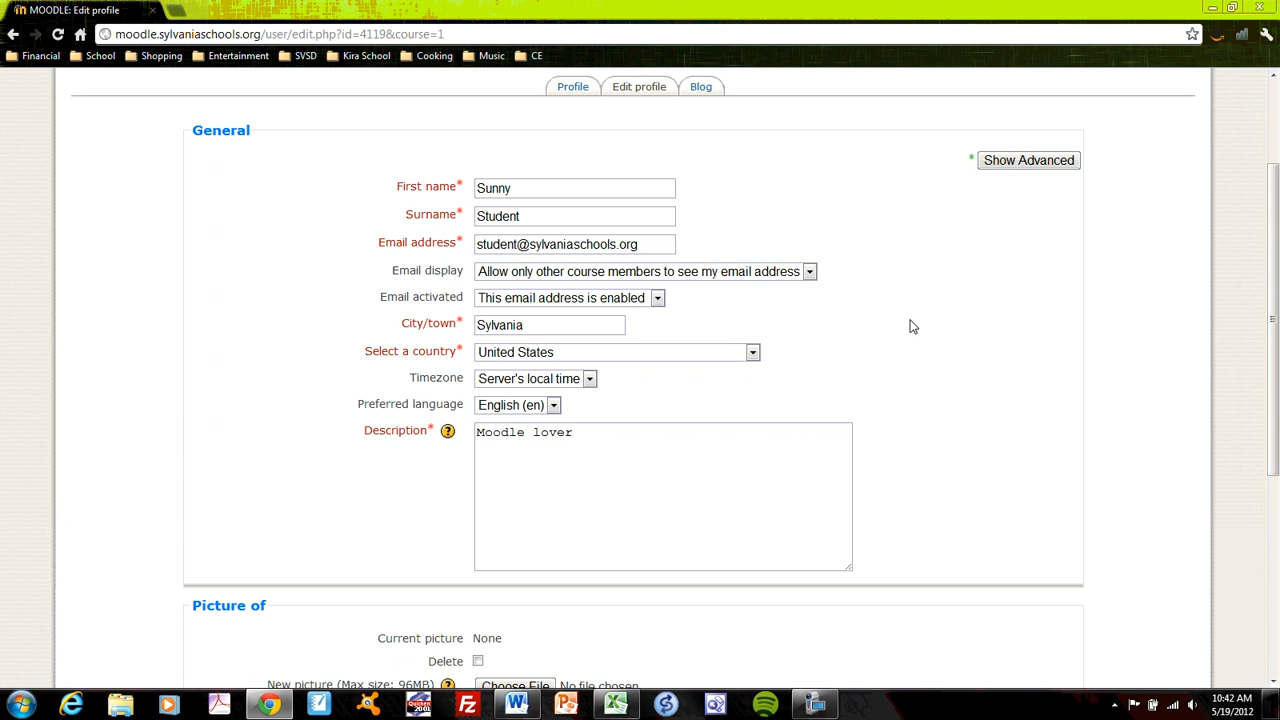 MOODLE: Edit profile
moodle.sylvaniaschools.org/user/edit.php?id=4119&course=1
Financial School Shopping Entertainment SVSD Kira School Cooking Music CE
Profile Edit profile Blog
General
* Show Advanced
First name* Sunny
Surname* Student
Email address* student@sylvaniaschools.org
Email display Allow only other course members to see my email address
Email activated This email address is enabled
City/town* Sylvania
Select a country* United States
Timezone Server's local time
Preferred language English (en)
Description* ? Moodle lover
Picture of
Current picture None
Delete
New picture (Max size: 96MB) ? Choose File No file chosen
10:42 AM
5/19/2012